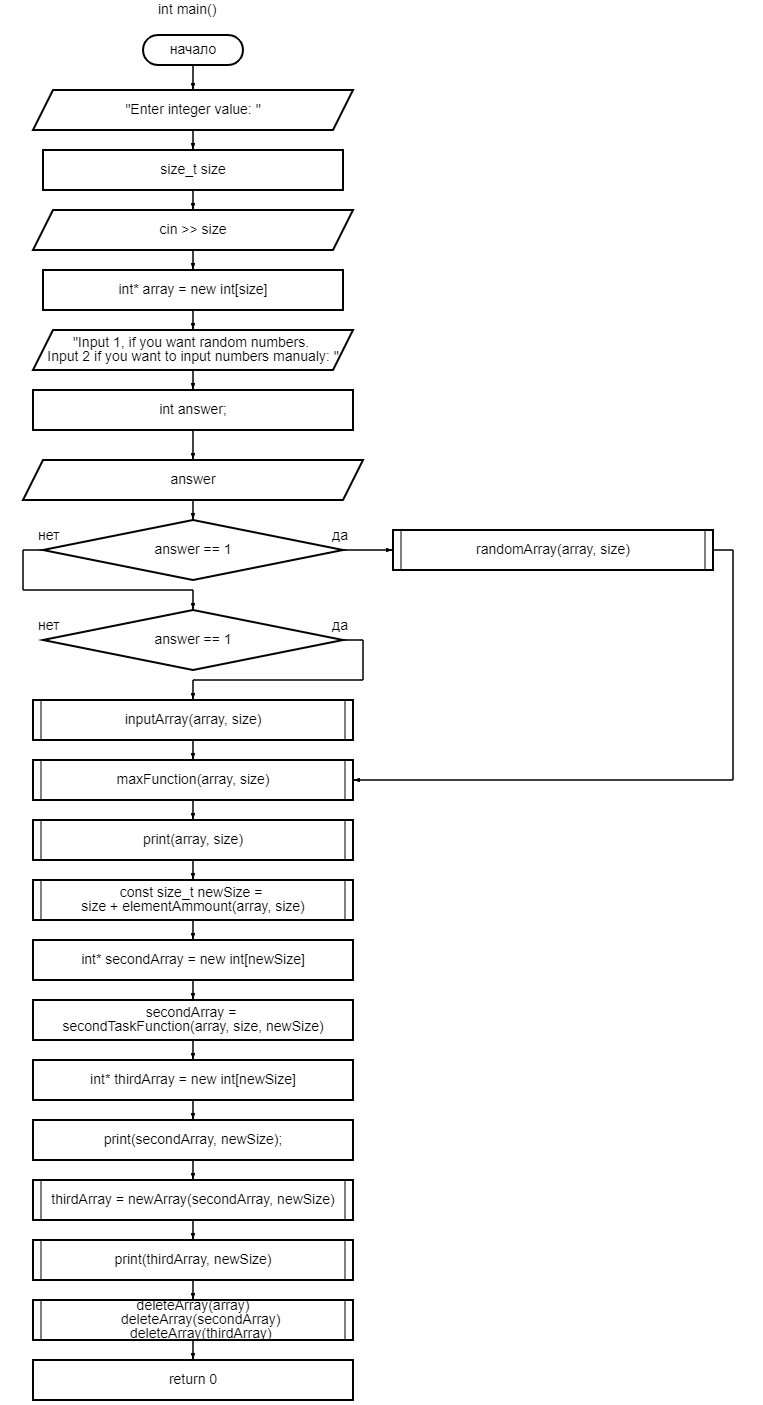 int main()
начало
"Enter integer value: "
size_t size
cin >> size
int* array = new int[size]
"Input 1, if you want random numbers.
Input 2 if you want to input numbers manualy: "
int answer;
answer
нет
answer == 1
да
randomArray(array, size)
нет
answer == 1
да
inputArray(array, size)
maxFunction(array, size)
print(array, size)
const size_t newSize =
size + elementAmmount(array, size)
int* secondArray = new int[newSize]
secondArray =
secondTaskFunction(array, size, newSize)
int* thirdArray = new int[newSize]
print(secondArray, newSize);
thirdArray = newArray(secondArray, newSize)
print(thirdArray, newSize)
deleteArray(array)
deleteArray(secondArray)
deleteArray(thirdArray)
return 0